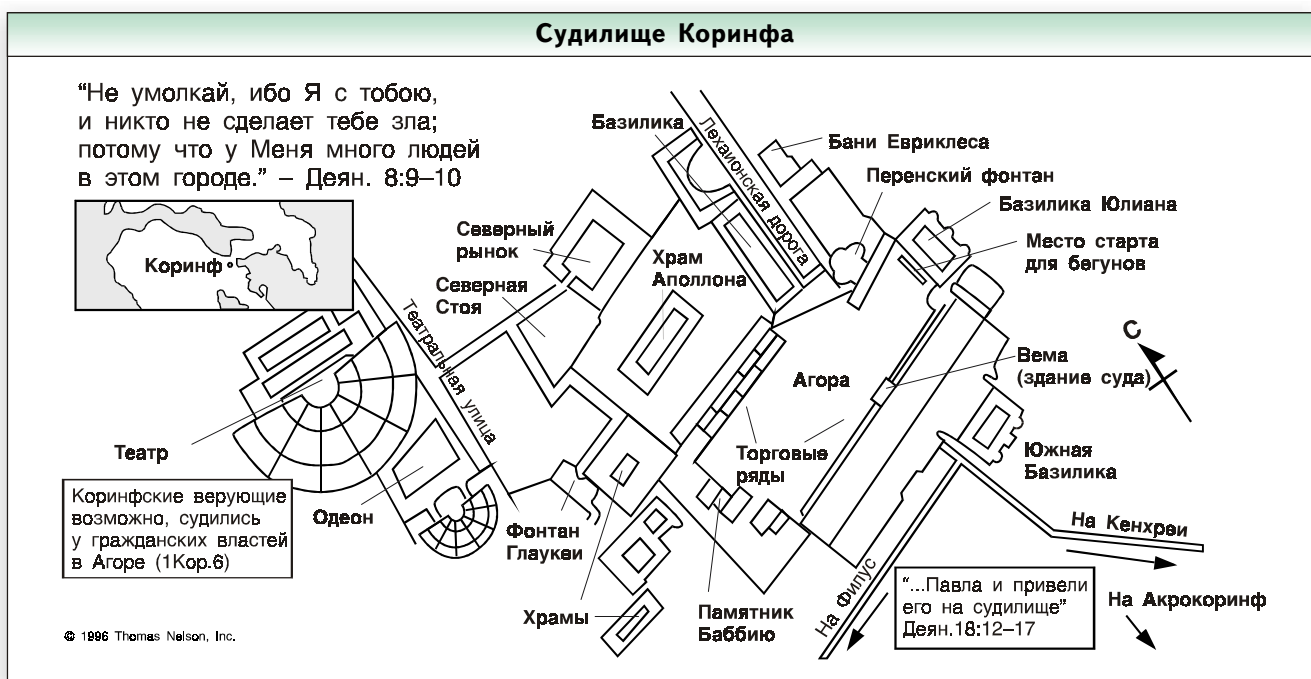 Судилище Коринфа
“Не умолкай, ибо Я с тобою,
и никто не сделает тебе зла;
потому что у Меня много людей
в этом городе.” – Деян. 8:9–10
Коринф
Базилика
Лехаионская дорога
Бани Евриклеса
Перенский фонтан
Базилика Юлиана
Место старта
для бегунов
Северный
рынок
Храм
Аполлона
Северная
Стоя
Театральная улица
С
Вема
(здание суда)
Агора
Театр
Торговые
ряды
Южная
Базилика
Коринфские верующие
возможно, судились
у гражданских властей
в Агоре (1Кор.6)
Одеон
Фонтан
Глаукви
На Кенхреи
На Филус
“...Павла и привели
его на судилище”
Деян.18:12–17
На Акрокоринф
Храмы
Памятник
Баббию
© 1996 Thomas Nelson, Inc.